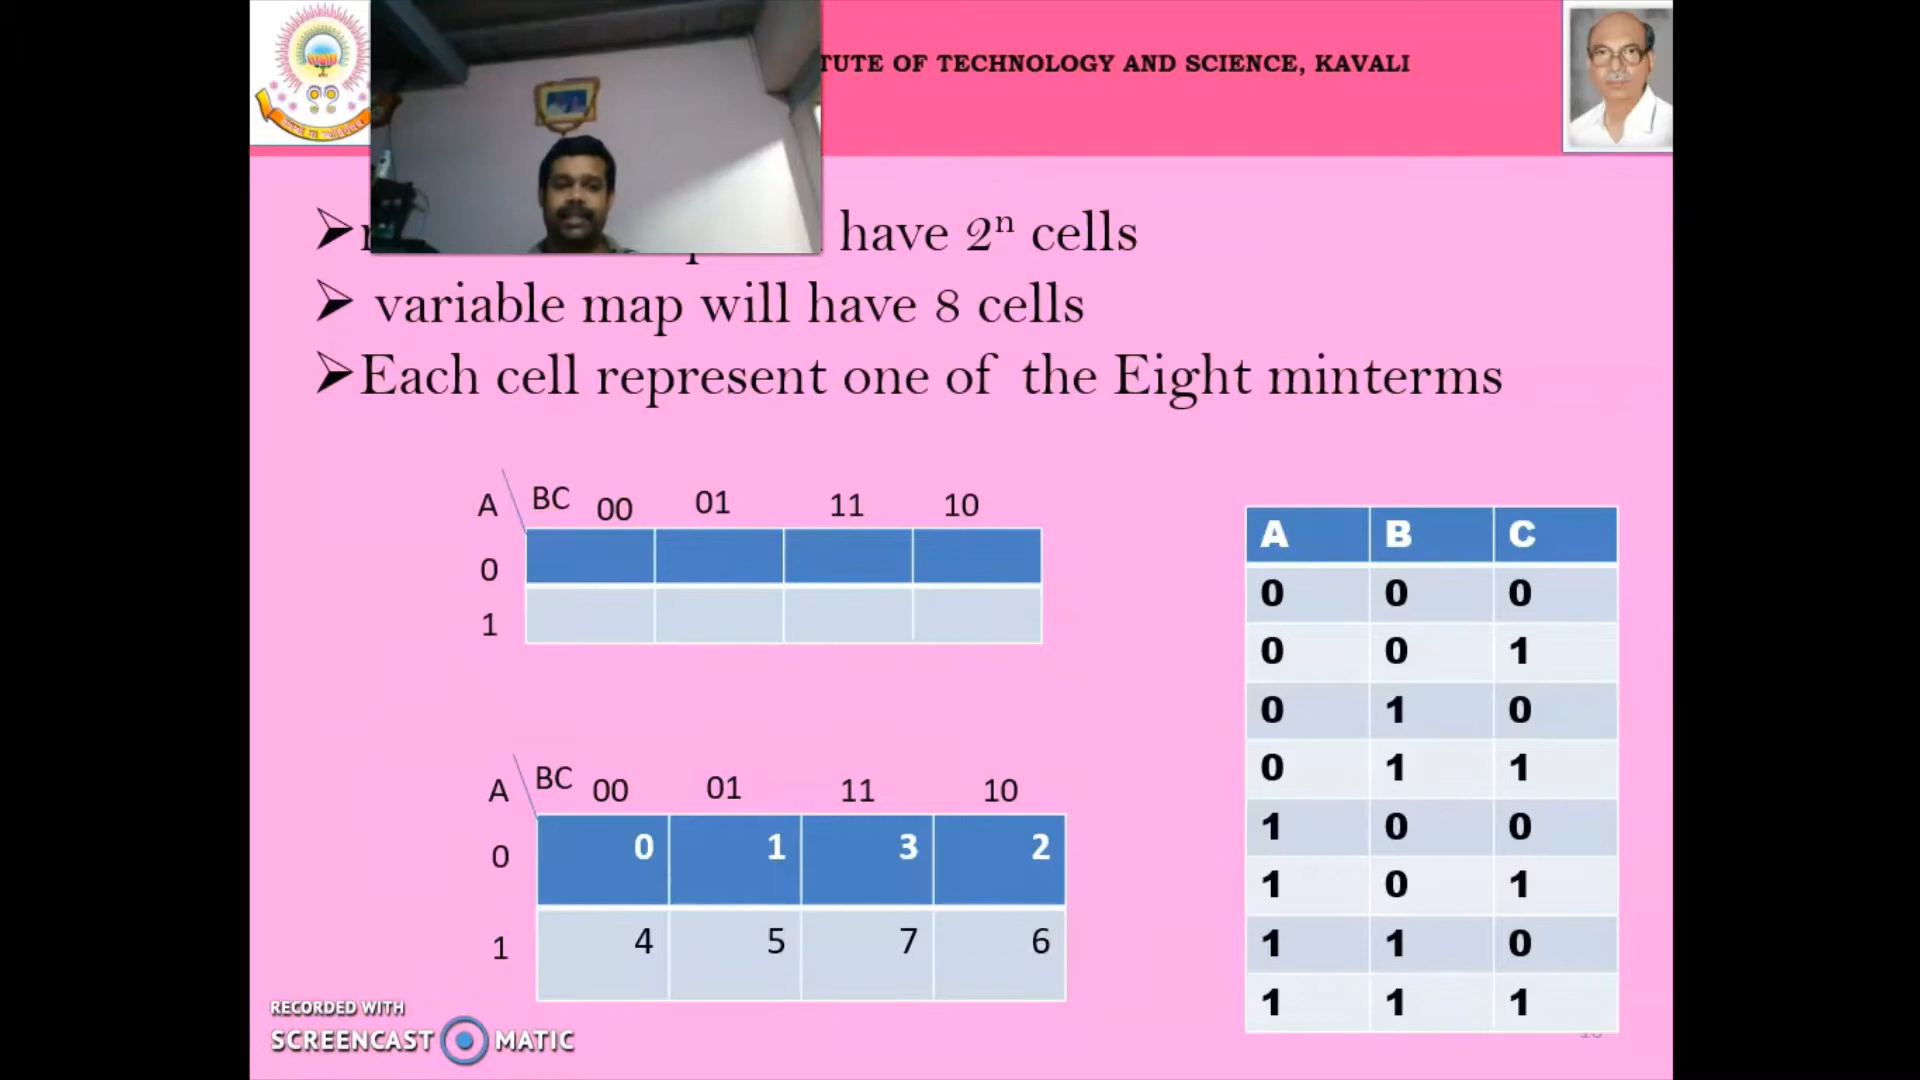 TUTE OF TECHNOLOGY AND SCIENCE, KAVALI
have 2ⁿ cells
variable map will have 8 cells
Each cell represent one of the Eight minterms
A BC 00 01 11 10
0
1
A BC 00 01 11 10
0 0 1 3 2
1 4 5 7 6
A B C
0 0 0
0 0 1
0 1 0
0 1 1
1 0 0
1 0 1
1 1 0
1 1 1
RECORDED WITH
SCREENCAST MATIC